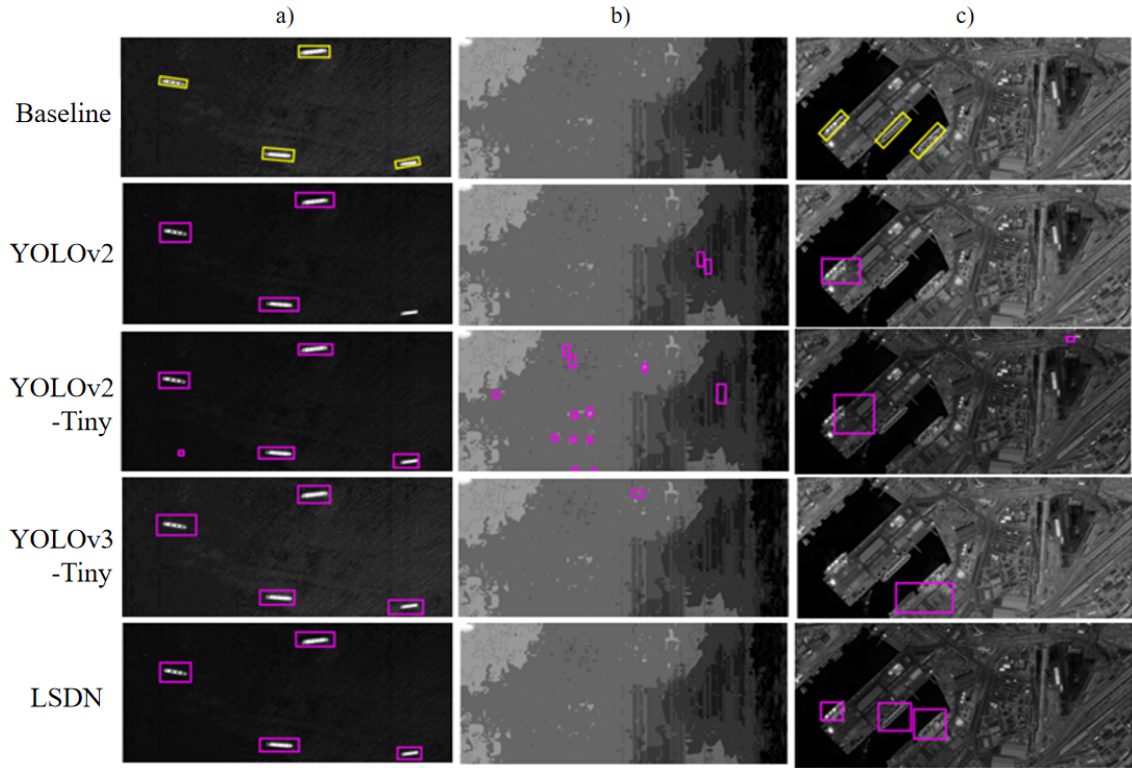 a) b) c)
Baseline
YOLOv2
YOLOv2
-Tiny
YOLOv3
-Tiny
LSDN